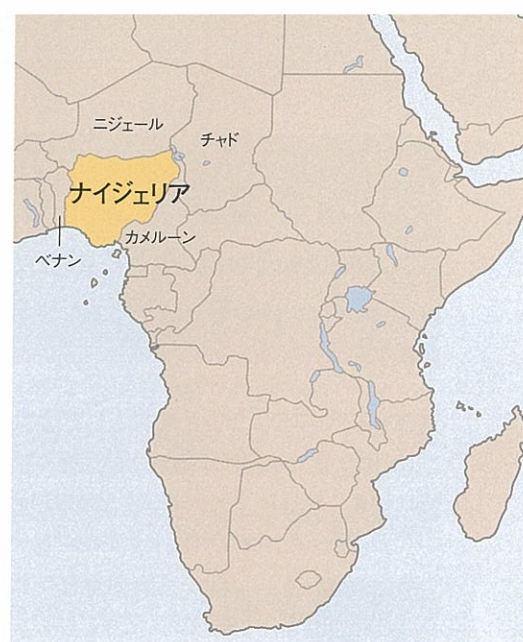 ニジェール
チャド
ナイジェリア
カメルーン
ベナン